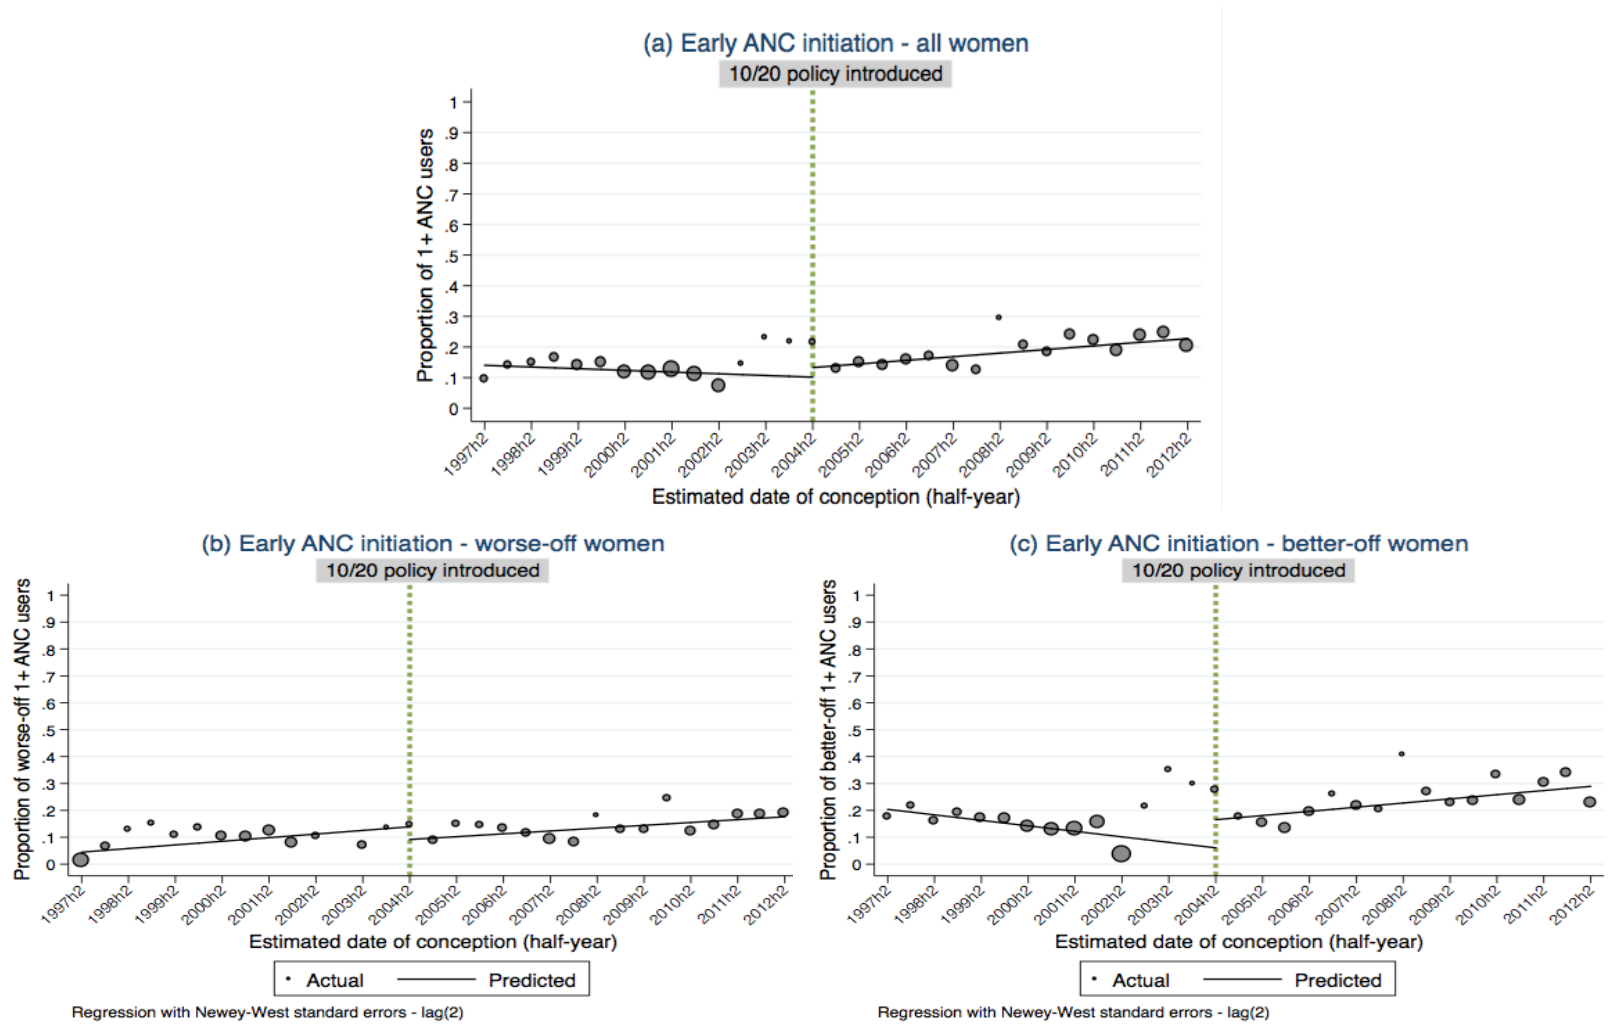 (a) Early ANC initiation - all women
10/20 policy introduced
Proportion of 1+ ANC users
1
.9
.8
.7
.6
.5
.4
.3
.2
.1
0
1997h2
1998h2
1999h2
2000h2
2001h2
2002h2
2003h2
2004h2
2005h2
2006h2
2007h2
2008h2
2009h2
2010h2
2011h2
2012h2
Estimated date of conception (half-year)
(b) Early ANC initiation - worse-off women
10/20 policy introduced
Proportion of worse-off 1+ ANC users
1
.9
.8
.7
.6
.5
.4
.3
.2
.1
0
1997h2
1998h2
1999h2
2000h2
2001h2
2002h2
2003h2
2004h2
2005h2
2006h2
2007h2
2008h2
2009h2
2010h2
2011h2
2012h2
Estimated date of conception (half-year)
Actual
Predicted
Regression with Newey-West standard errors - lag(2)
(c) Early ANC initiation - better-off women
10/20 policy introduced
Proportion of better-off 1+ ANC users
1
.9
.8
.7
.6
.5
.4
.3
.2
.1
0
1997h2
1998h2
1999h2
2000h2
2001h2
2002h2
2003h2
2004h2
2005h2
2006h2
2007h2
2008h2
2009h2
2010h2
2011h2
2012h2
Estimated date of conception (half-year)
Actual
Predicted
Regression with Newey-West standard errors - lag(2)